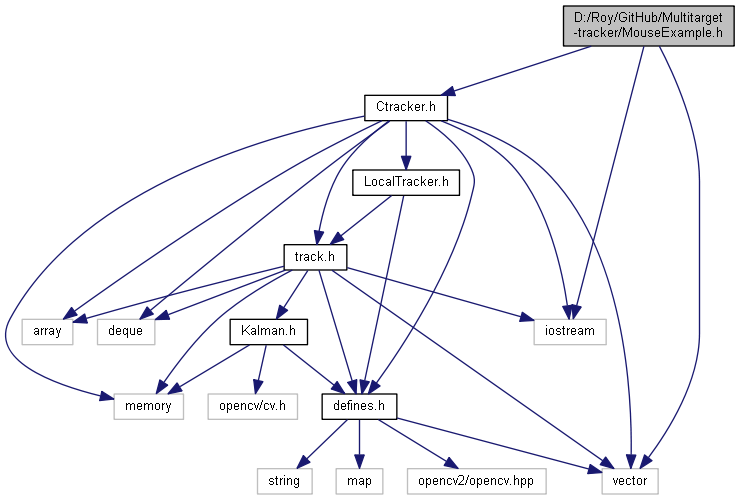 D:/Roy/GitHub/Multitarget
-tracker/MouseExample.h
Ctracker.h
LocalTracker.h
track.h
array
deque
Kalman.h
iostream
memory
opencv/cv.h
defines.h
string
map
opencv2/opencv.hpp
vector